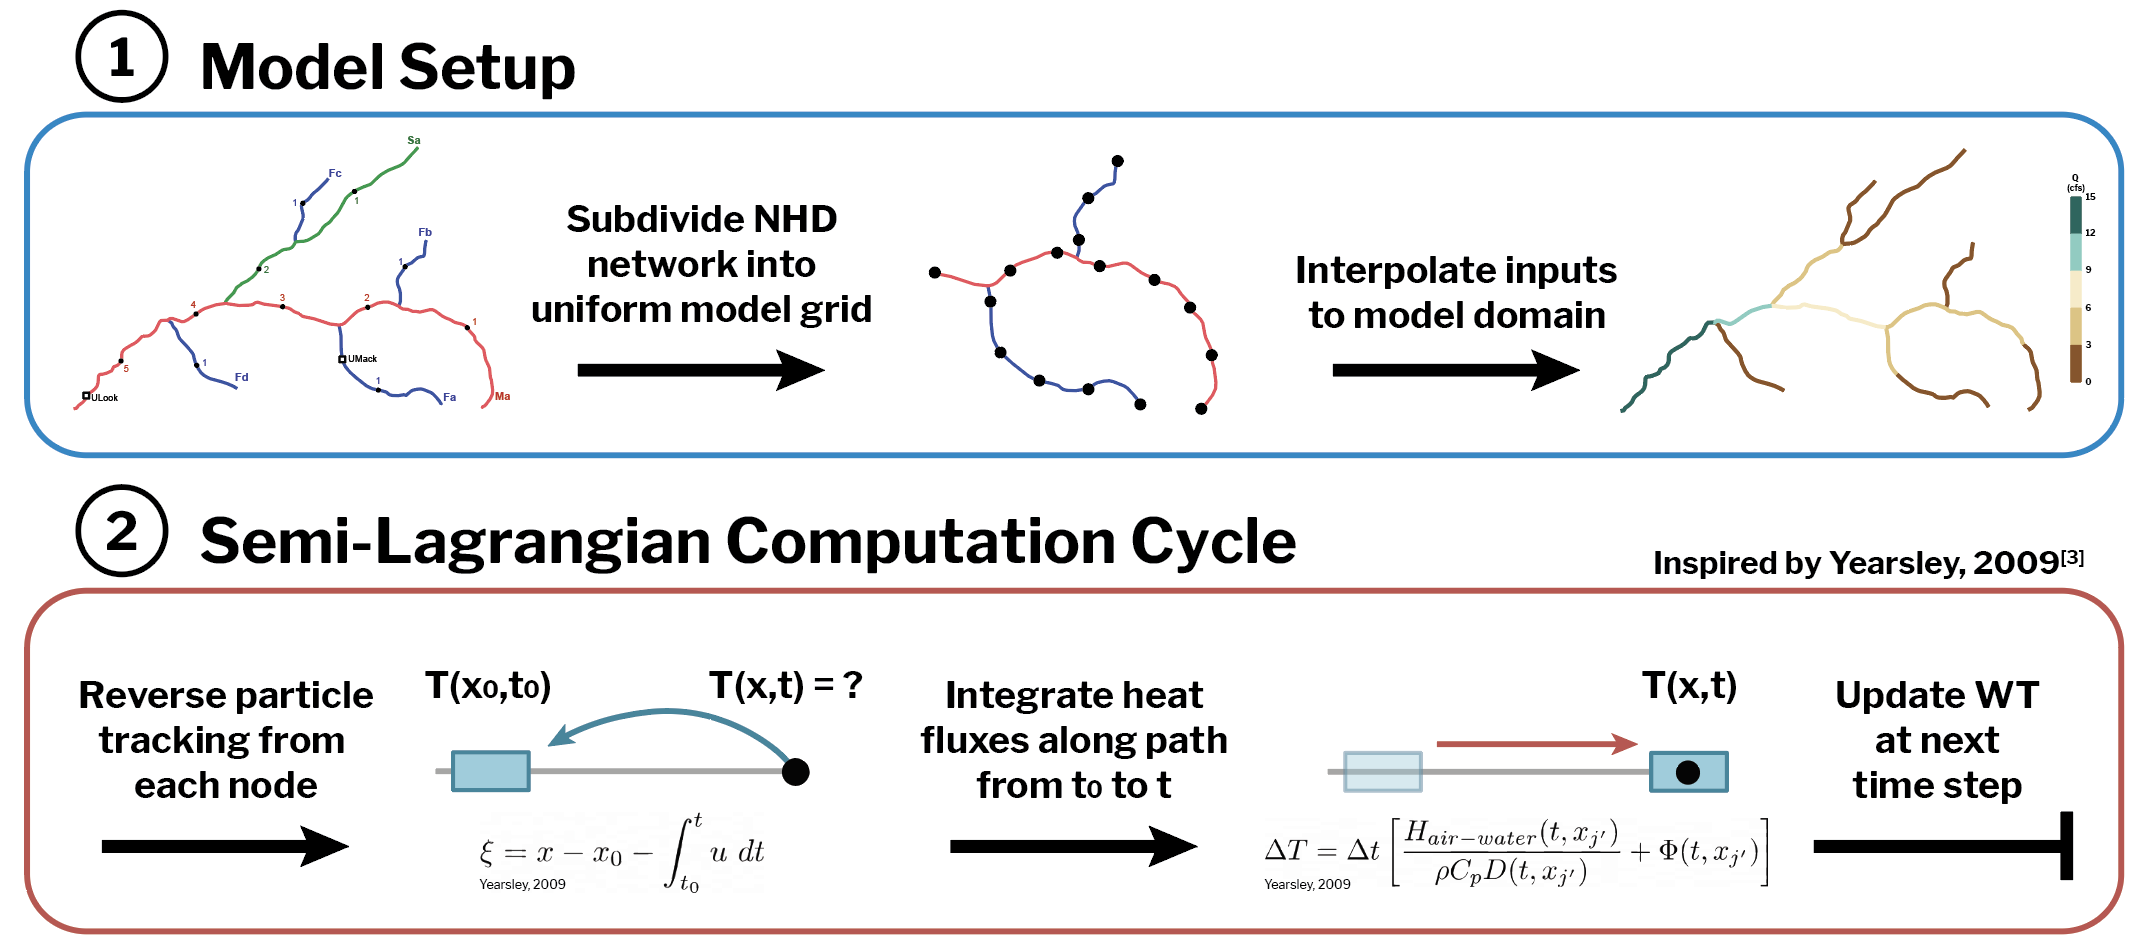 1 Model Setup
Sa
Fc
1
1
Fb
1
2
4
3
2
1
5
1
Fd
UMack
1
Fa
Ma
ULook
Subdivide NHD
network into
uniform model grid
Interpolate inputs
to model domain
Q
(cfs)
15
12
9
6
3
0
2 Semi-Lagrangian Computation Cycle
Inspired by Yearsley, 2009[3]
Reverse particle
tracking from
each node
T(x₀,t₀)
T(x,t) = ?
ξ = x − x₀ − ∫_{t₀}^{t} u dt
Yearsley, 2009
Integrate heat
fluxes along path
from t₀ to t
T(x,t)
ΔT = Δt [ H_{air−water}(t, x_{j′}) / ρC_pD(t, x_{j′}) + Φ(t, x_{j′}) ]
Yearsley, 2009
Update WT
at next
time step